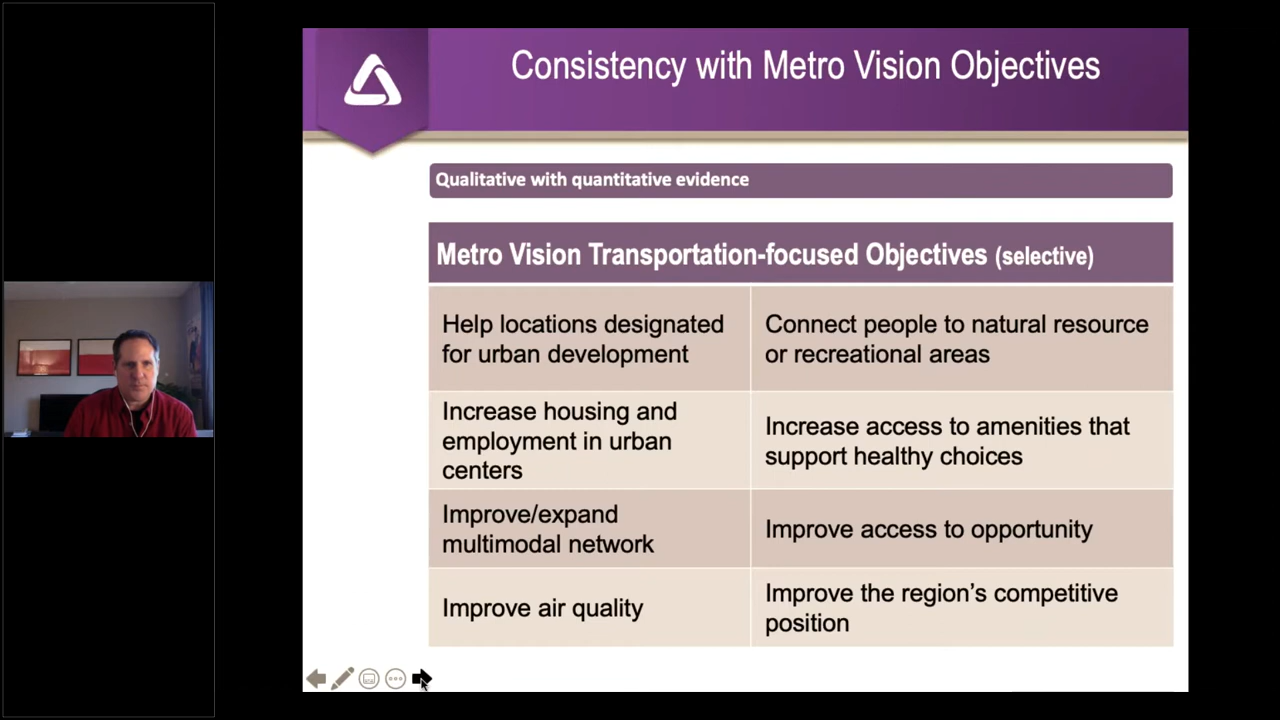 Consistency with Metro Vision Objectives
Qualitative with quantitative evidence
Metro Vision Transportation-focused Objectives (selective)
Help locations designated
for urban development
Connect people to natural resource
or recreational areas
Increase housing and
employment in urban
centers
Increase access to amenities that
support healthy choices
Improve/expand
multimodal network
Improve access to opportunity
Improve air quality
Improve the region’s competitive
position